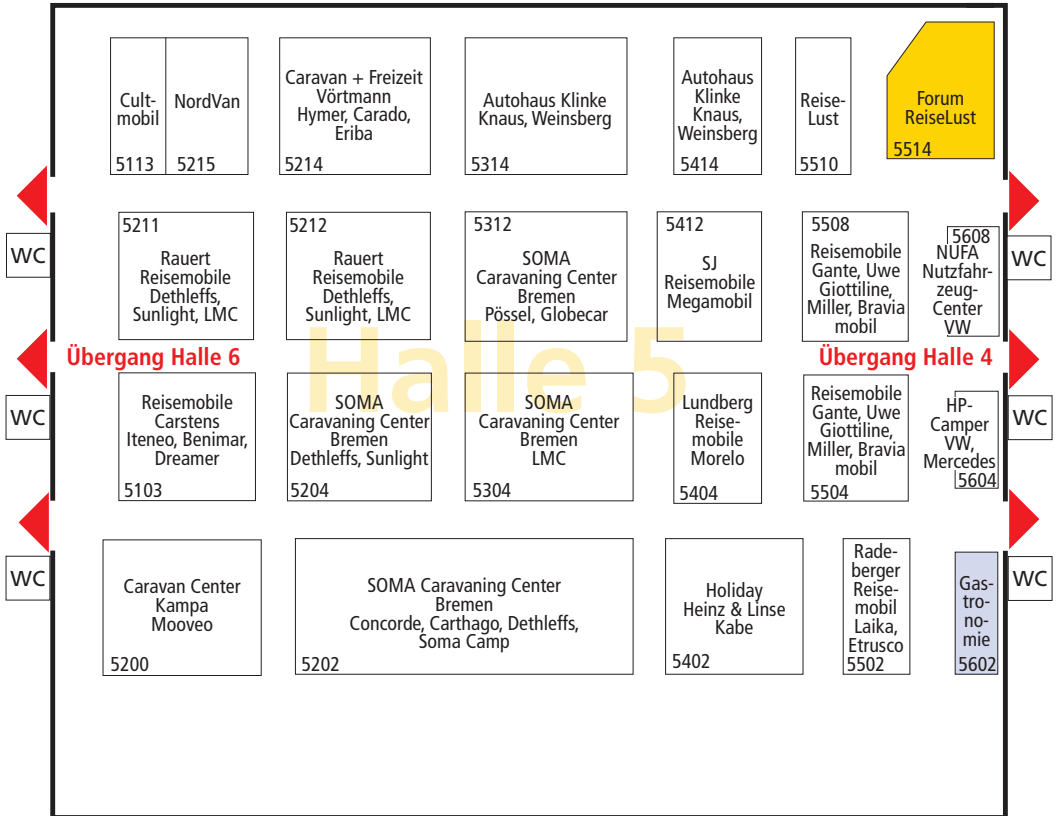 Cult-
mobil
5113
NordVan
5215
Caravan + Freizeit
Vörtmann
Hymer, Carado,
Eriba
5214
Autohaus Klinke
Knaus, Weinsberg
5314
Autohaus
Klinke
Knaus,
Weinsberg
5414
Reise-
Lust
5510
Forum
ReiseLust
5514
WC
5211
Rauert
Reisemobile
Dethleffs,
Sunlight, LMC
5212
Rauert
Reisemobile
Dethleffs,
Sunlight, LMC
5312
SOMA
Caravaning Center
Bremen
Pössel, Globecar
5412
SJ
Reisemobile
Megamobil
5508
Reisemobile
Gante, Uwe
Giottiline,
Miller, Bravia
mobil
5608
NUFA
Nutzfahr-
zeug-
Center
VW
WC
Übergang Halle 6
Halle 5
Übergang Halle 4
WC
Reisemobile
Carstens
Iteneo, Benimar,
Dreamer
5103
SOMA
Caravaning Center
Bremen
Dethleffs, Sunlight
5204
SOMA
Caravaning Center
Bremen
LMC
5304
Lundberg
Reise-
mobile
Morelo
5404
Reisemobile
Gante, Uwe
Giottiline,
Miller, Bravia
mobil
5504
HP-
Camper
VW,
Mercedes
5604
WC
WC
Caravan Center
Kampa
Mooveo
5200
SOMA Caravaning Center
Bremen
Concorde, Carthago, Dethleffs,
Soma Camp
5202
Holiday
Heinz & Linse
Kabe
5402
Rade-
berger
Reise-
mobil
Laika,
Etrusco
5502
Gas-
tro-
no-
mie
5602
WC